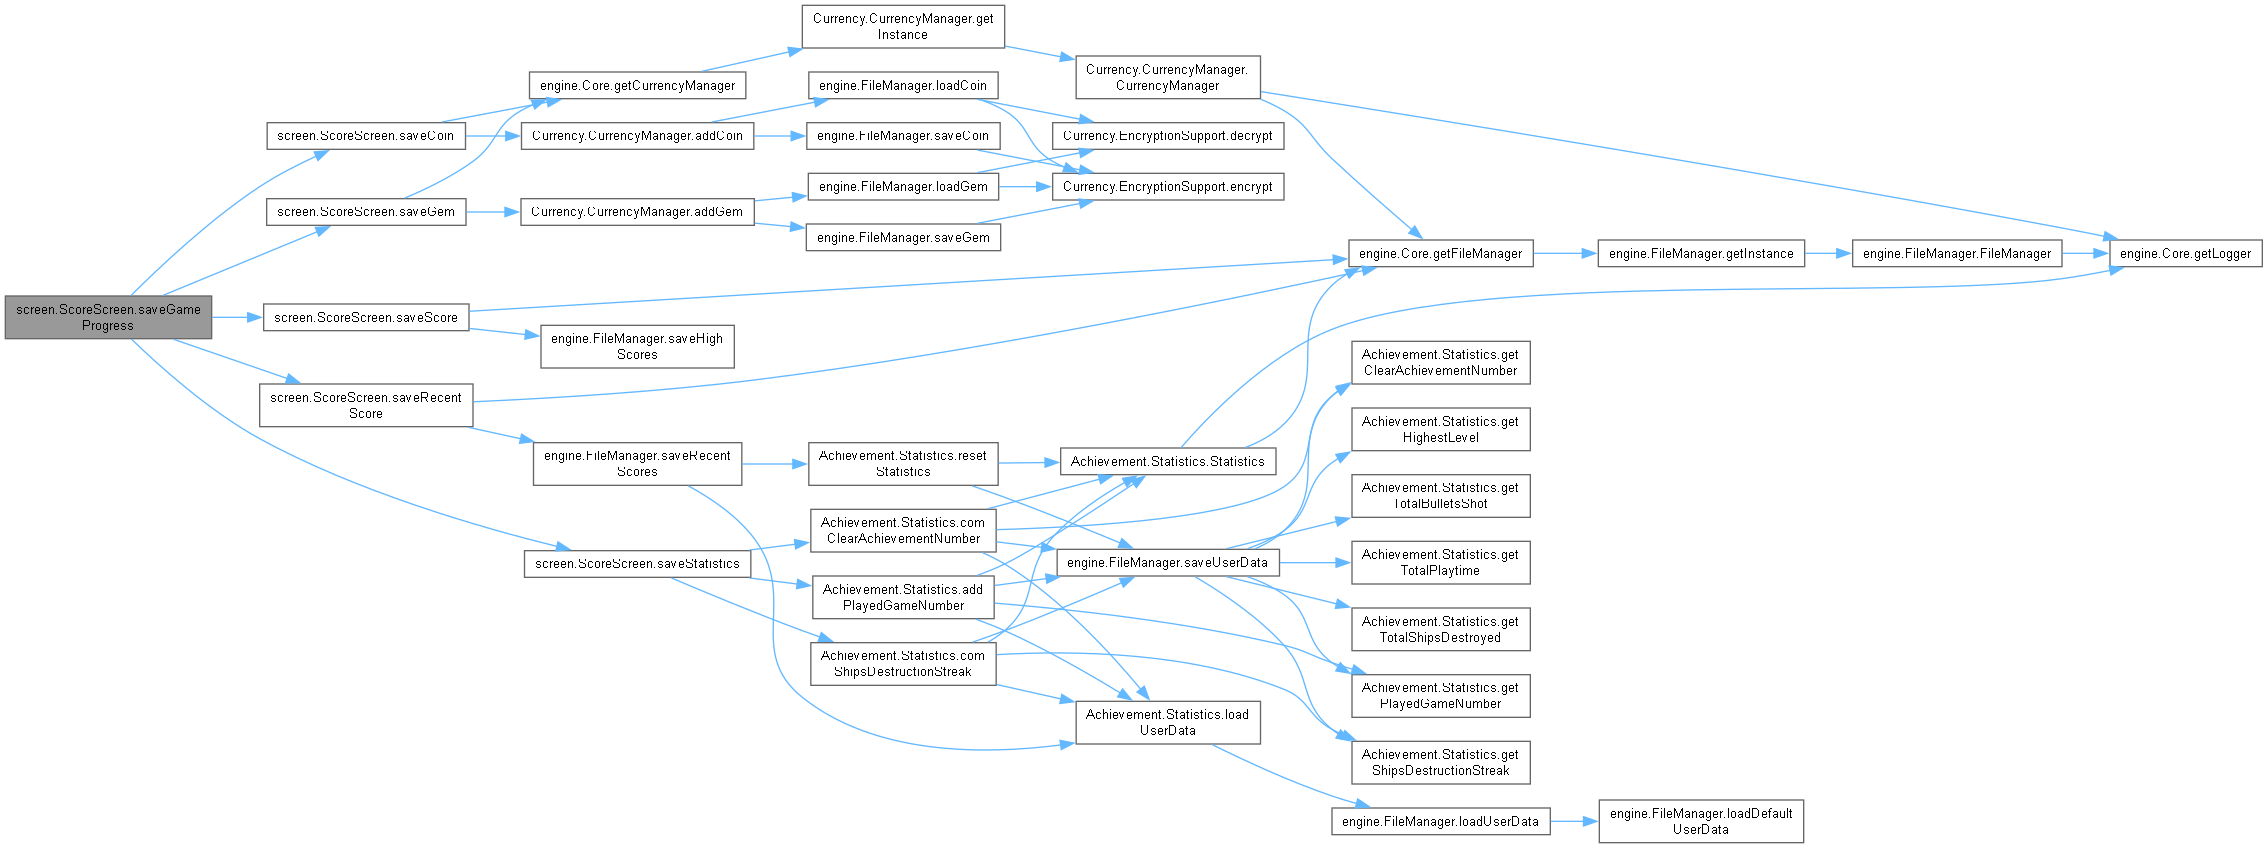 screen.ScoreScreen.saveGame
Progress
screen.ScoreScreen.saveCoin
screen.ScoreScreen.saveGem
screen.ScoreScreen.saveScore
screen.ScoreScreen.saveRecent
Score
screen.ScoreScreen.saveStatistics
engine.Core.getCurrencyManager
Currency.CurrencyManager.addCoin
Currency.CurrencyManager.addGem
engine.FileManager.saveHigh
Scores
engine.FileManager.saveRecent
Scores
Currency.CurrencyManager.get
Instance
engine.FileManager.loadCoin
engine.FileManager.saveCoin
engine.FileManager.loadGem
engine.FileManager.saveGem
Achievement.Statistics.reset
Statistics
Achievement.Statistics.com
ClearAchievementNumber
Achievement.Statistics.add
PlayedGameNumber
Achievement.Statistics.com
ShipsDestructionStreak
Currency.CurrencyManager.
CurrencyManager
Currency.EncryptionSupport.decrypt
Currency.EncryptionSupport.encrypt
Achievement.Statistics.Statistics
engine.FileManager.saveUserData
Achievement.Statistics.load
UserData
engine.Core.getFileManager
Achievement.Statistics.get
ClearAchievementNumber
Achievement.Statistics.get
HighestLevel
Achievement.Statistics.get
TotalBulletsShot
Achievement.Statistics.get
TotalPlaytime
Achievement.Statistics.get
TotalShipsDestroyed
Achievement.Statistics.get
PlayedGameNumber
Achievement.Statistics.get
ShipsDestructionStreak
engine.FileManager.loadUserData
engine.FileManager.getInstance
engine.FileManager.loadDefault
UserData
engine.FileManager.FileManager
engine.Core.getLogger